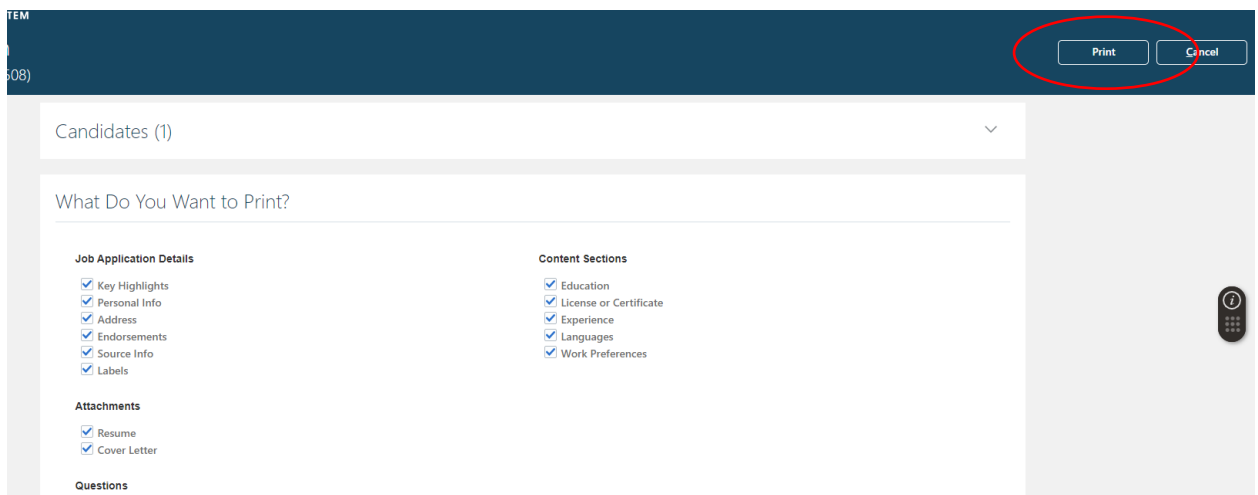 TEM
508)
Print
Cancel
Candidates (1)
What Do You Want to Print?
Job Application Details
Key Highlights
Personal Info
Address
Endorsements
Source Info
Labels
Content Sections
Education
License or Certificate
Experience
Languages
Work Preferences
Attachments
Resume
Cover Letter
Questions